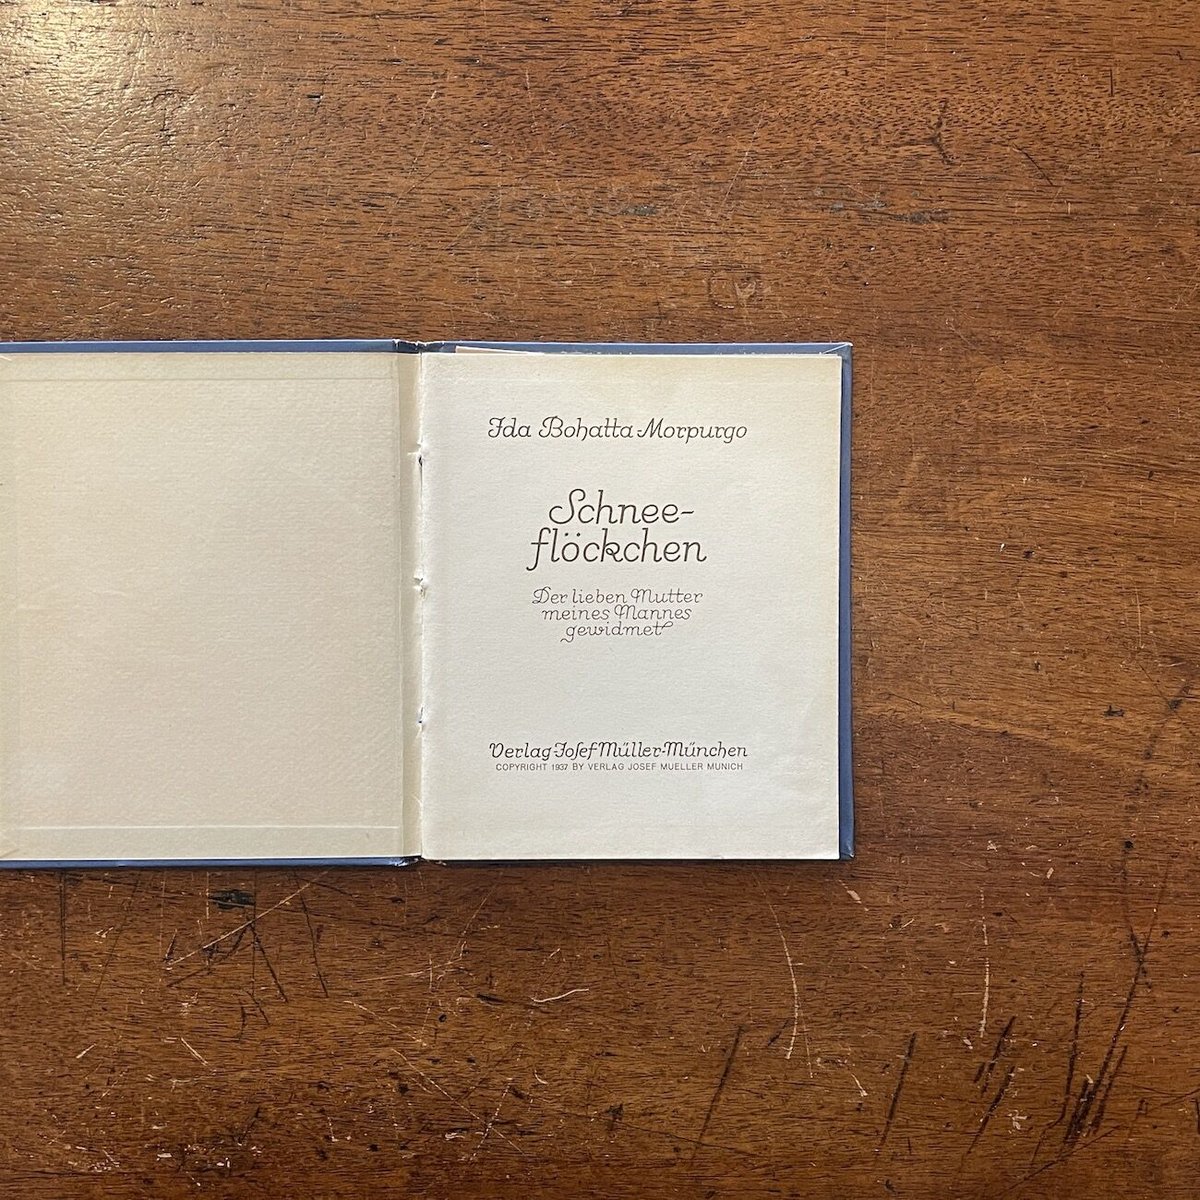 Ida Bohatta-Morpurgo
Schnee-
flöckchen
Der lieben Mutter
meines Mannes
gewidmet
Verlag Josef Müller-München
COPYRIGHT 1937 BY VERLAG JOSEF MUELLER MUNICH